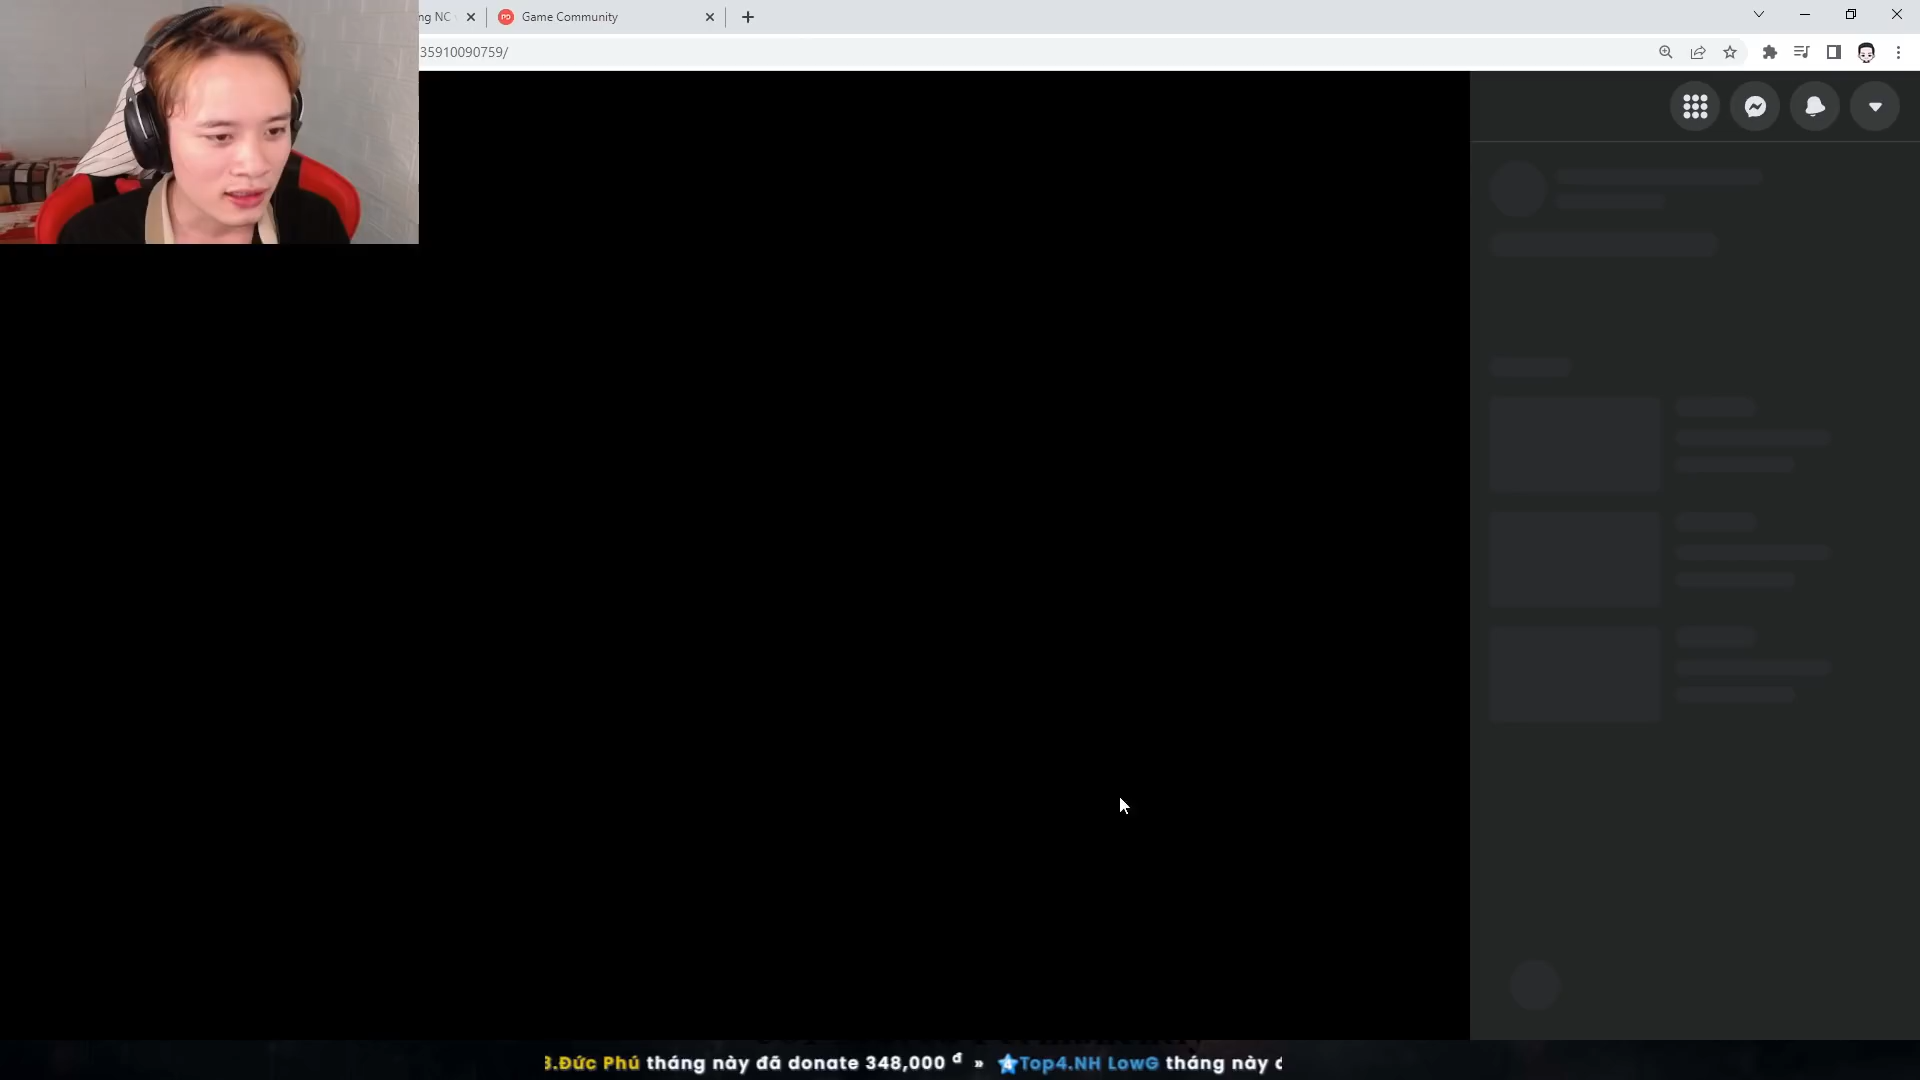 ng NC
Game Community
35910090759/
3.Đức Phú tháng này đã donate 348,000 đ » 4 Top4.NH LowG tháng này